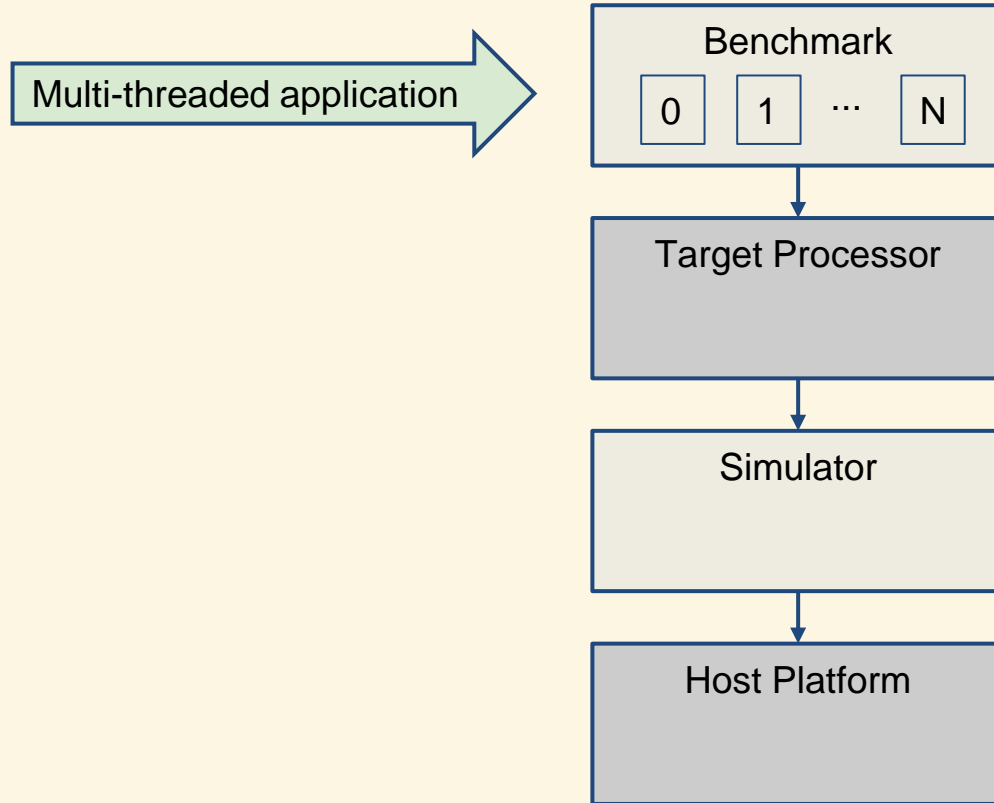 Multi-threaded application
Benchmark
0 1 ... N
Target Processor
Simulator
Host Platform